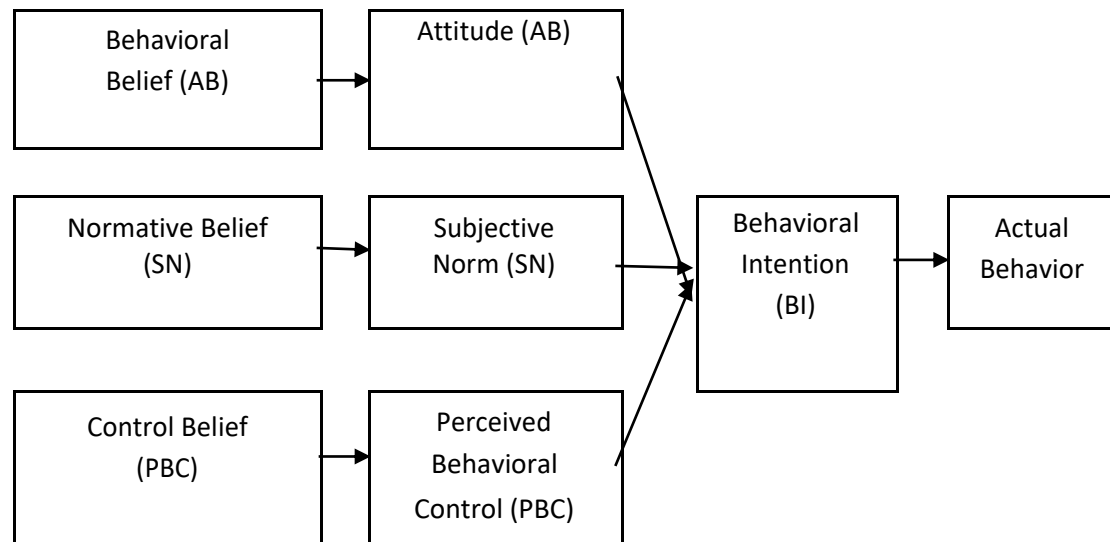 Behavioral
Belief (AB)
Attitude (AB)
Normative Belief
(SN)
Subjective
Norm (SN)
Behavioral
Intention
(BI)
Actual
Behavior
Control Belief
(PBC)
Perceived
Behavioral
Control (PBC)